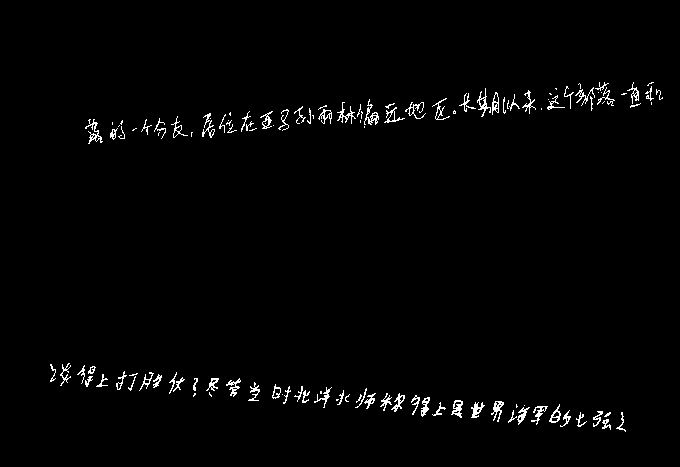 落的一个分支,居住在亚马孙雨林偏远地区。长期以来,这个部落一直和
谈得上打胜仗?尽管当时北洋水师称得上是世界海军的七强之